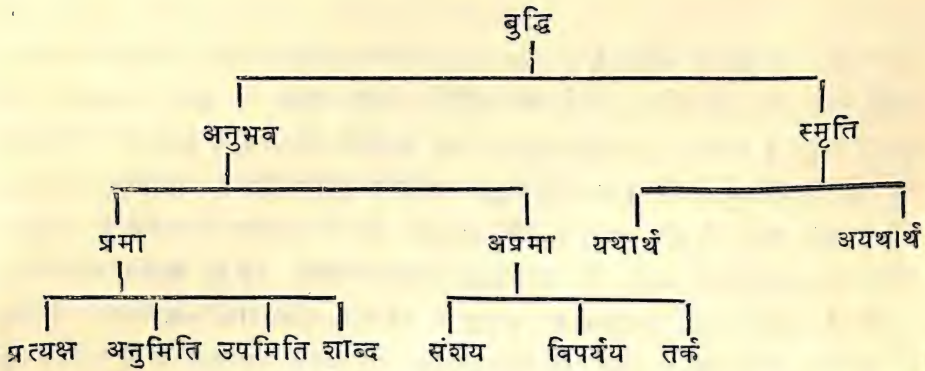 बुद्धि
अनुभव स्मृति
प्रमा अप्रमा यथार्थ अयथार्थ
प्रत्यक्ष अनुमिति उपमिति शाब्द संशय विपर्यय तर्क